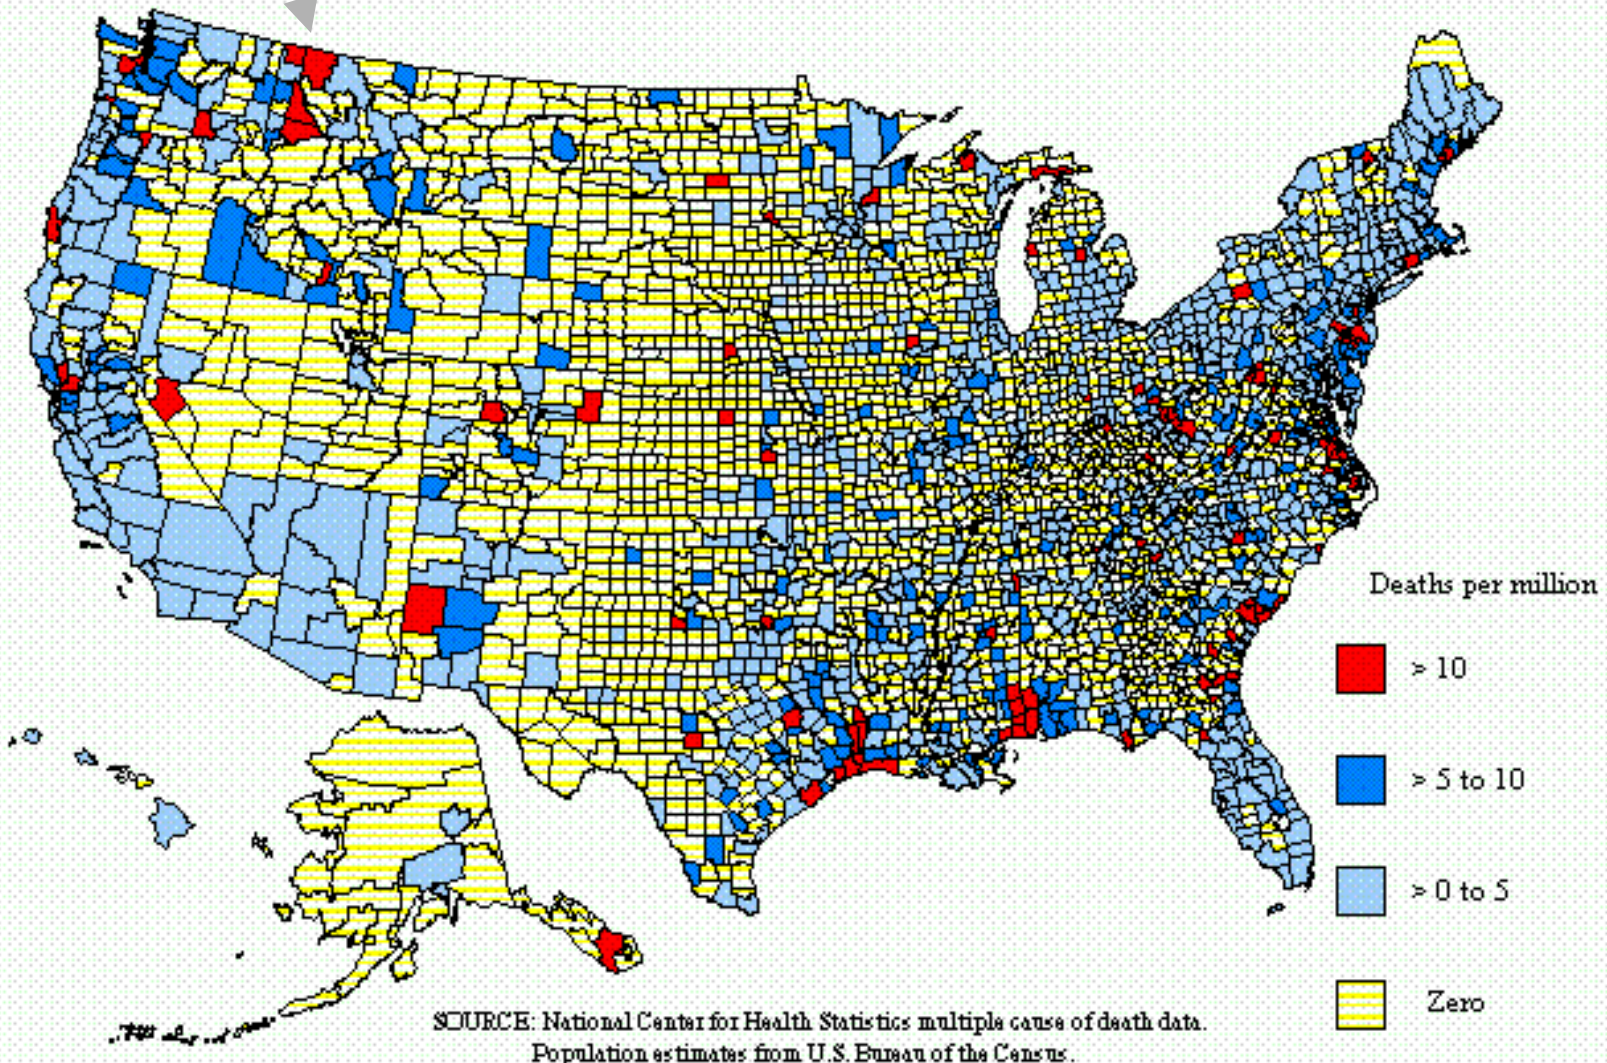 Deaths per million
> 10
> 5 to 10
> 0 to 5
Zero
SOURCE: National Center for Health Statistics multiple cause of death data.
Population estimates from U.S. Bureau of the Census.